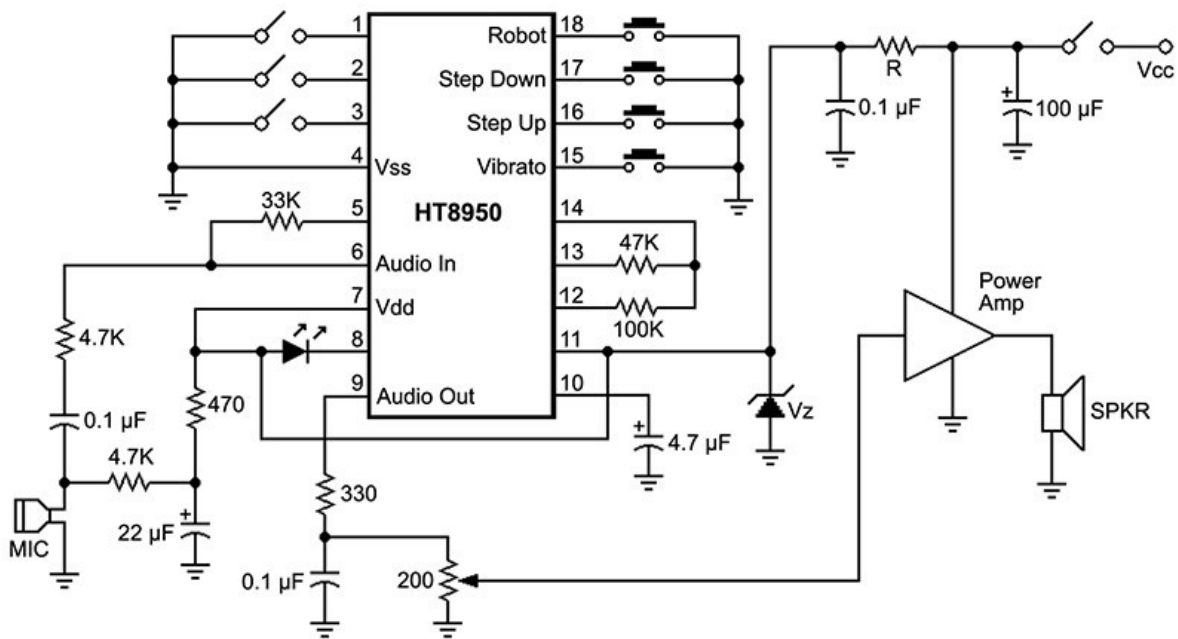 1
2
3
4
5
6
7
8
9
Vss
Audio In
Vdd
Audio Out
HT8950
Robot
Step Down
Step Up
Vibrato
18
17
16
15
14
13
12
11
10
33K
4.7K
0.1 µF
4.7K
MIC
470
22 µF
+
330
0.1 µF
200
47K
100K
+
4.7 µF
Vz
0.1 µF
R
+
100 µF
Vcc
Power
Amp
SPKR